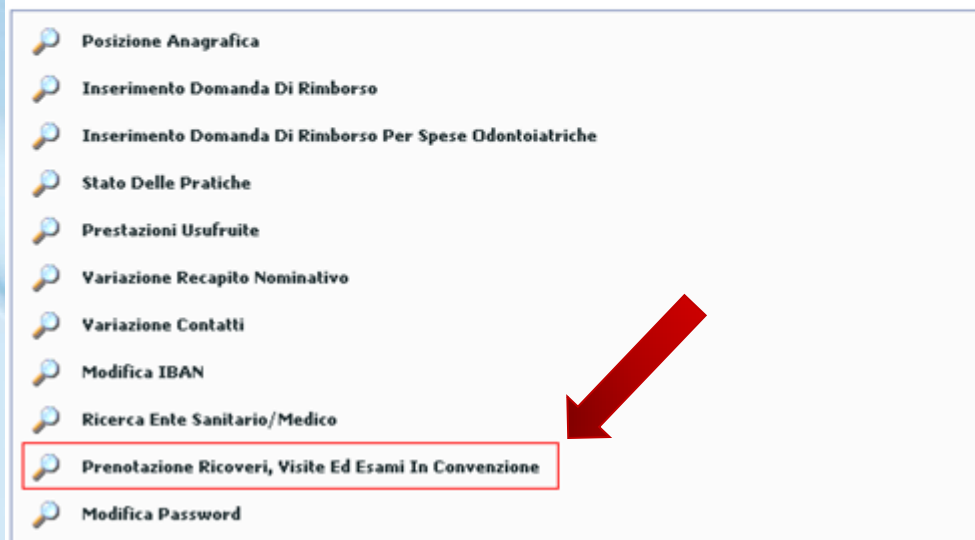 Posizione Anagrafica
Inserimento Domanda Di Rimborso
Inserimento Domanda Di Rimborso Per Spese Odontoiatriche
Stato Delle Pratiche
Prestazioni Usufruite
Variazione Recapito Nominativo
Variazione Contatti
Modifica IBAN
Ricerca Ente Sanitario/Medico
Prenotazione Ricoveri, Visite Ed Esami In Convenzione
Modifica Password